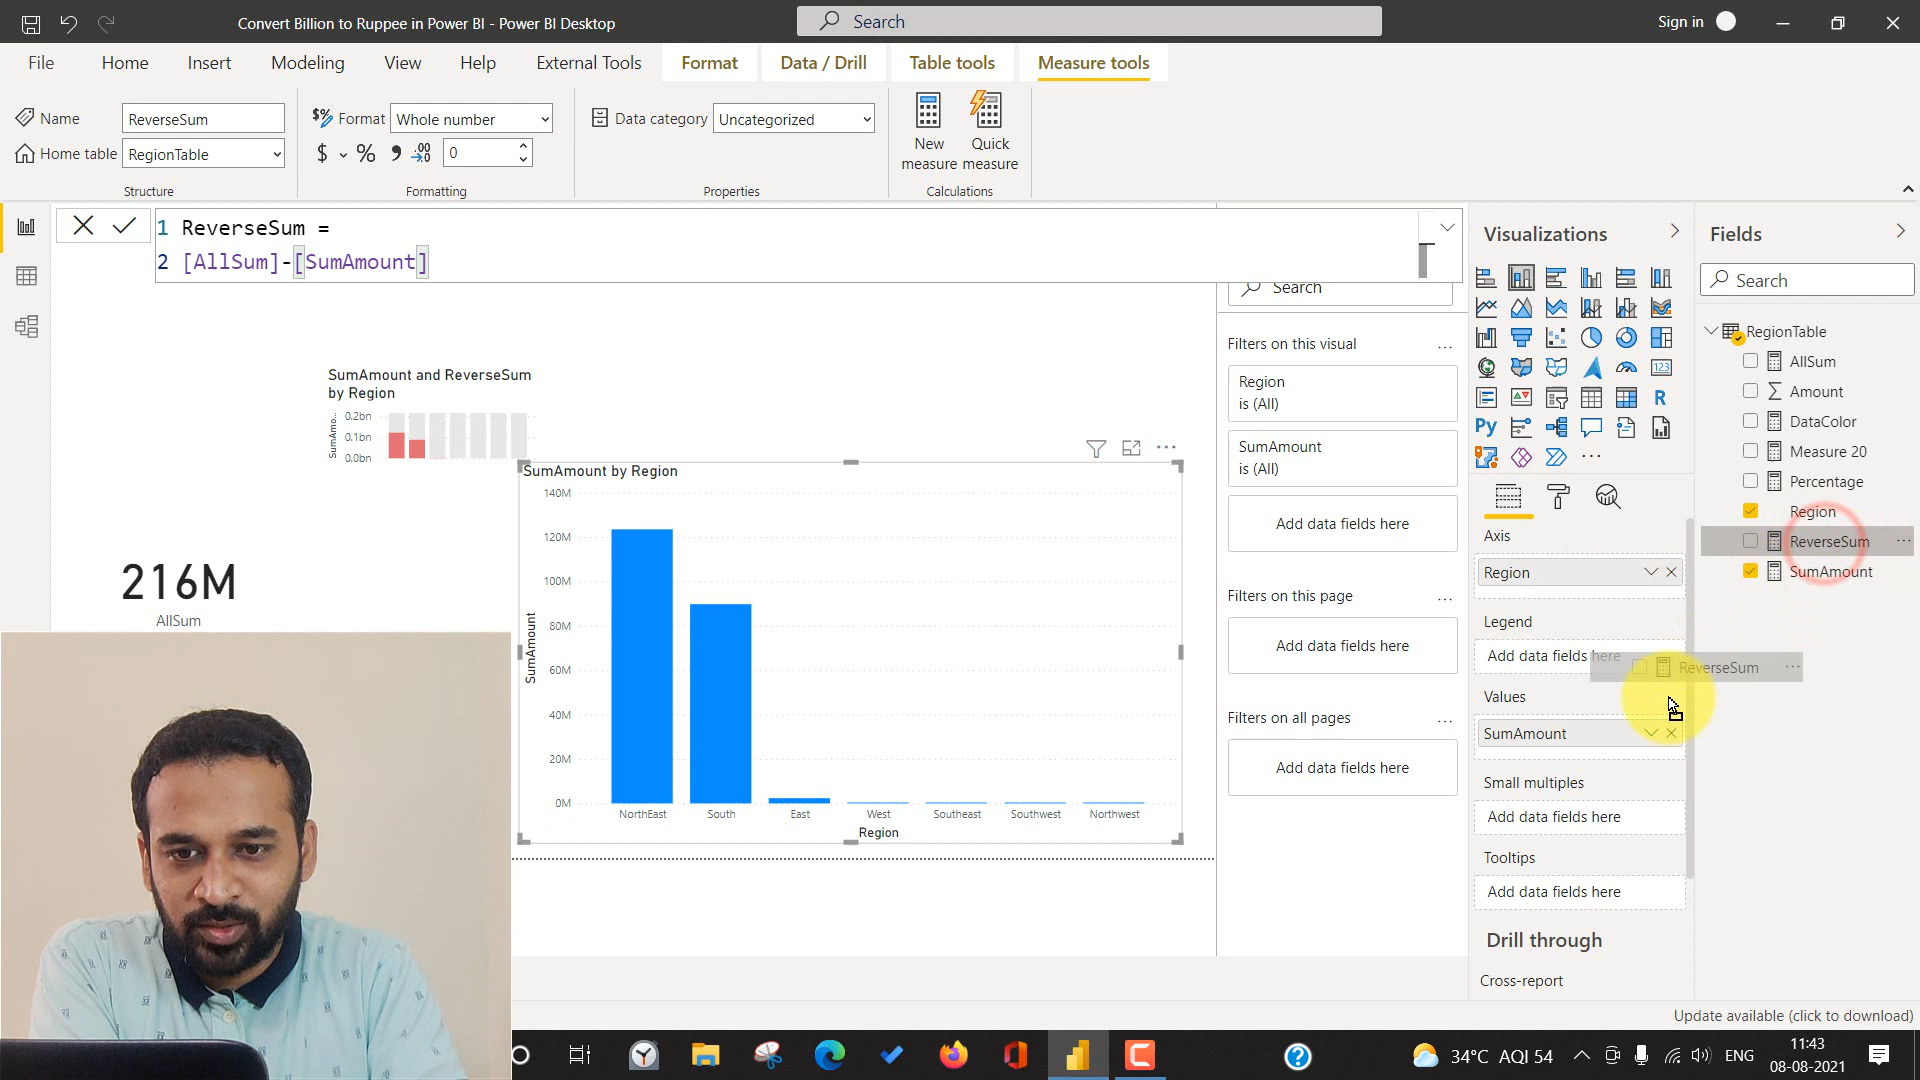 Convert Billion to Ruppee in Power BI - Power BI Desktop
Search
Sign in
File
Home
Insert
Modeling
View
Help
External Tools
Format
Data / Drill
Table tools
Measure tools
Name
ReverseSum
Format
Whole number
Data category
Uncategorized
Home table
RegionTable
$
%
,
.00
0
New measure
Quick measure
Structure
Formatting
Properties
Calculations
1 ReverseSum =
2 [AllSum]-[SumAmount]
SumAmount and ReverseSum
by Region
SumAmo...
0.2bn
0.1bn
0.0bn
216M
AllSum
SumAmount by Region
SumAmount
140M
120M
100M
80M
60M
40M
20M
0M
NorthEast
South
East
West
Southeast
Southwest
Northwest
Region
Search
Filters on this visual
...
Region
is (All)
SumAmount
is (All)
Add data fields here
Filters on this page
...
Add data fields here
Filters on all pages
...
Add data fields here
Visualizations
123
R
Py
...
Axis
Region
Legend
Add data fields here
ReverseSum
...
Values
SumAmount
Small multiples
Add data fields here
Tooltips
Add data fields here
Drill through
Cross-report
Fields
Search
RegionTable
AllSum
Amount
DataColor
Measure 20
Percentage
Region
ReverseSum
...
SumAmount
Update available (click to download)
34°C AQI 54
ENG
11:43
08-08-2021